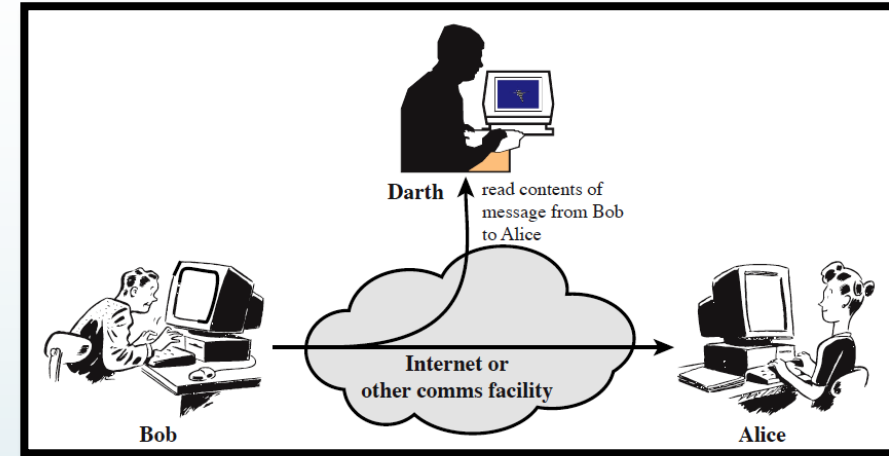 Darth
read contents of
message from Bob
to Alice
Internet or
other comms facility
Bob
Alice